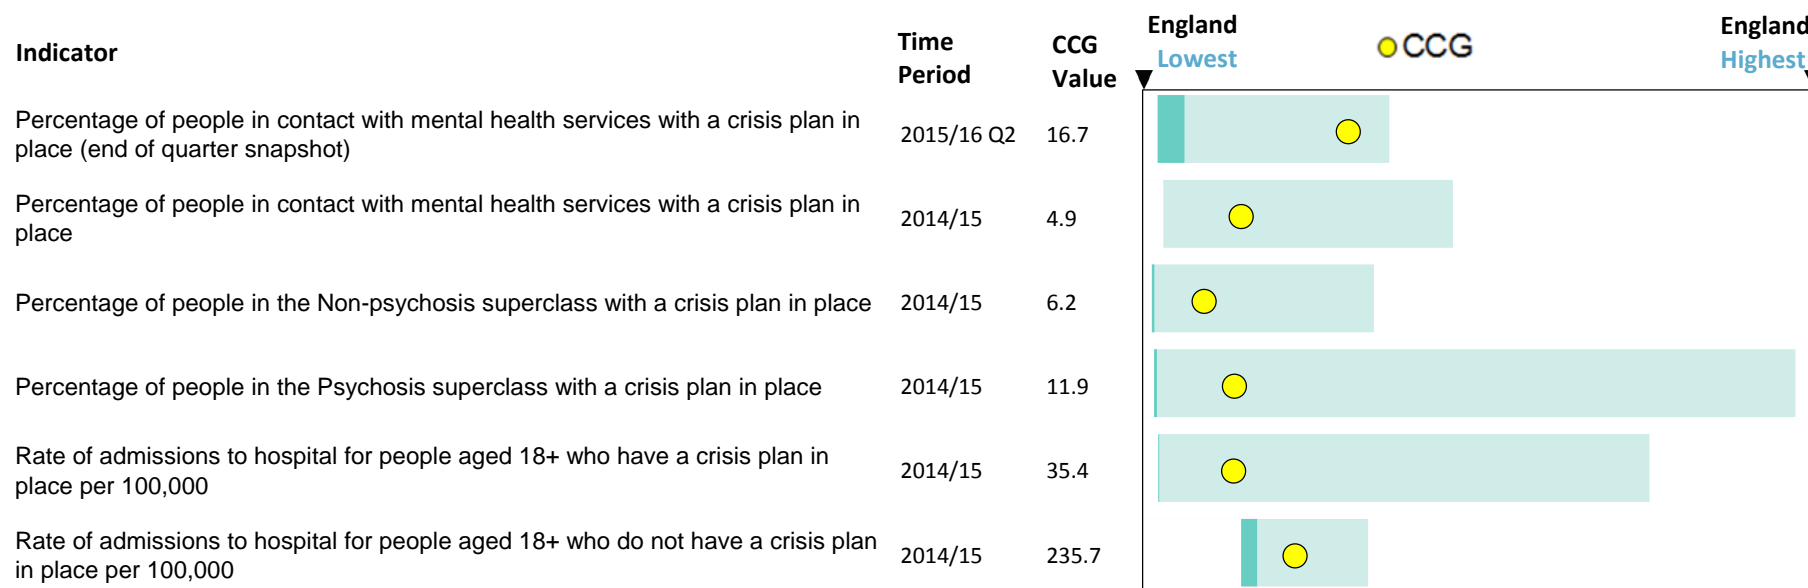 Indicator
Time Period
CCG Value
England Lowest
CCG
England Highest
Percentage of people in contact with mental health services with a crisis plan in
place (end of quarter snapshot)
2015/16 Q2
16.7
Percentage of people in contact with mental health services with a crisis plan in
place
2014/15
4.9
Percentage of people in the Non-psychosis superclass with a crisis plan in place
2014/15
6.2
Percentage of people in the Psychosis superclass with a crisis plan in place
2014/15
11.9
Rate of admissions to hospital for people aged 18+ who have a crisis plan in
place per 100,000
2014/15
35.4
Rate of admissions to hospital for people aged 18+ who do not have a crisis plan
in place per 100,000
2014/15
235.7